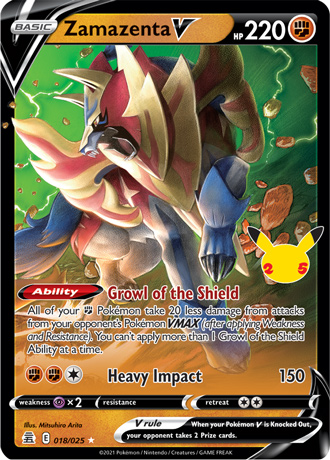 BASIC Zamazenta V HP 220
2 5
Ability Growl of the Shield
All of your Pokémon take 20 less damage from attacks
from your opponent's Pokémon VMAX (after applying Weakness
and Resistance). You can't apply more than 1 Growl of the Shield
Ability at a time.
Heavy Impact 150
weakness ×2 resistance retreat
Illus. Mitsuhiro Arita
E 018/025
V rule When your Pokémon V is Knocked Out,
your opponent takes 2 Prize cards.
©2021 Pokémon / Nintendo / Creatures / GAME FREAK